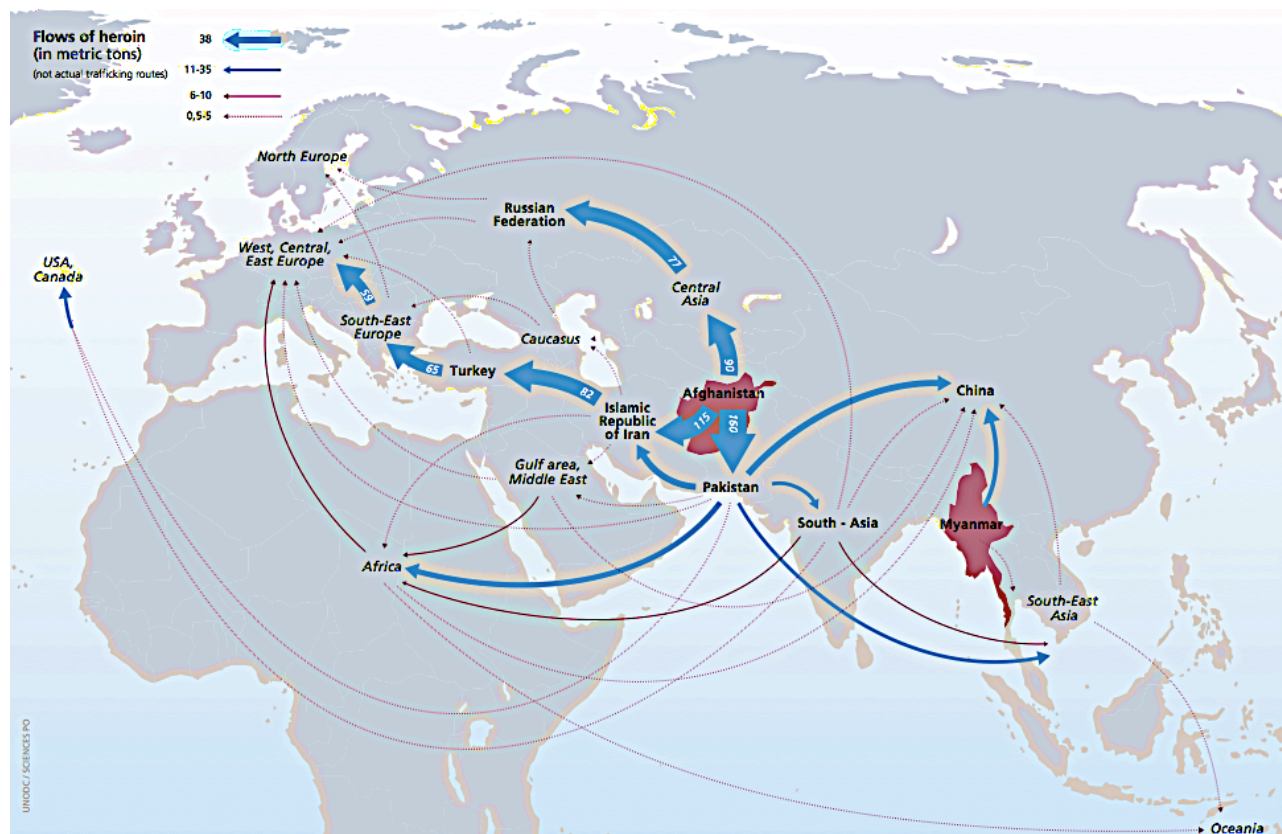 Flows of heroin
(in metric tons)
(not actual trafficking routes)
38
11-35
6-10
0,5-5
North Europe
Russian
Federation
West, Central,
East Europe
USA,
Canada
77
Central
Asia
59
South-East
Europe
Caucasus
90
65
Turkey
82
Afghanistan
China
Islamic
Republic
of Iran
115
160
Gulf area,
Middle East
Pakistan
South - Asia
Myanmar
Africa
South-East
Asia
UNODC / SCIENCES PO
Oceania